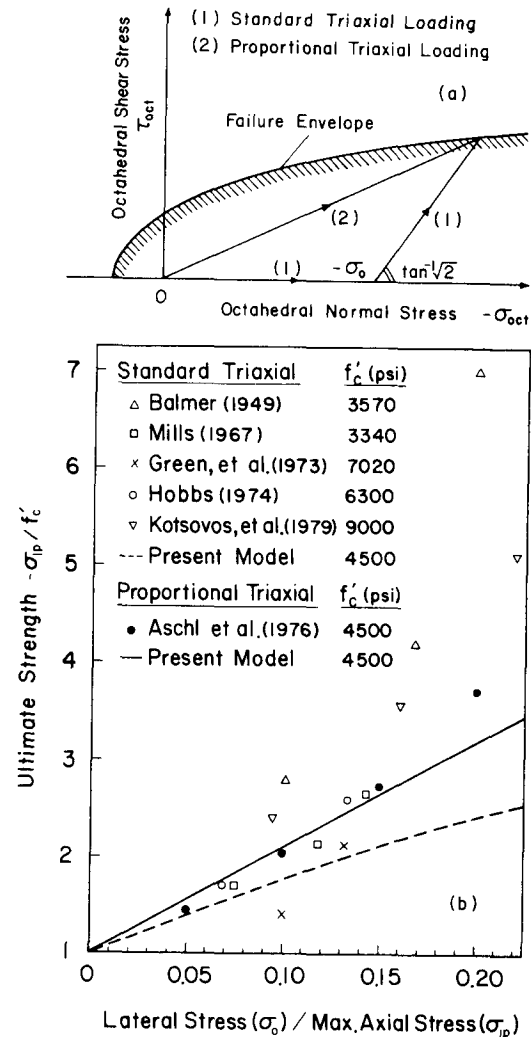 (1) Standard Triaxial Loading
(2) Proportional Triaxial Loading
Octahedral Shear Stress
τoct
(a)
Failure Envelope
(2)
(1)
(1)
-σo
tan⁻¹√2
0
Octahedral Normal Stress -σoct
7
6
5
4
3
2
1
Ultimate Strength -σ1p/f'c
Standard Triaxial f'c (psi)
△ Balmer (1949) 3570
□ Mills (1967) 3340
× Green, et al. (1973) 7020
○ Hobbs (1974) 6300
▽ Kotsovos, et al. (1979) 9000
--- Present Model 4500
Proportional Triaxial f'c (psi)
● Aschl et al. (1976) 4500
— Present Model 4500
(b)
0 0.05 0.10 0.15 0.20
Lateral Stress (σo) / Max. Axial Stress (σ1p)